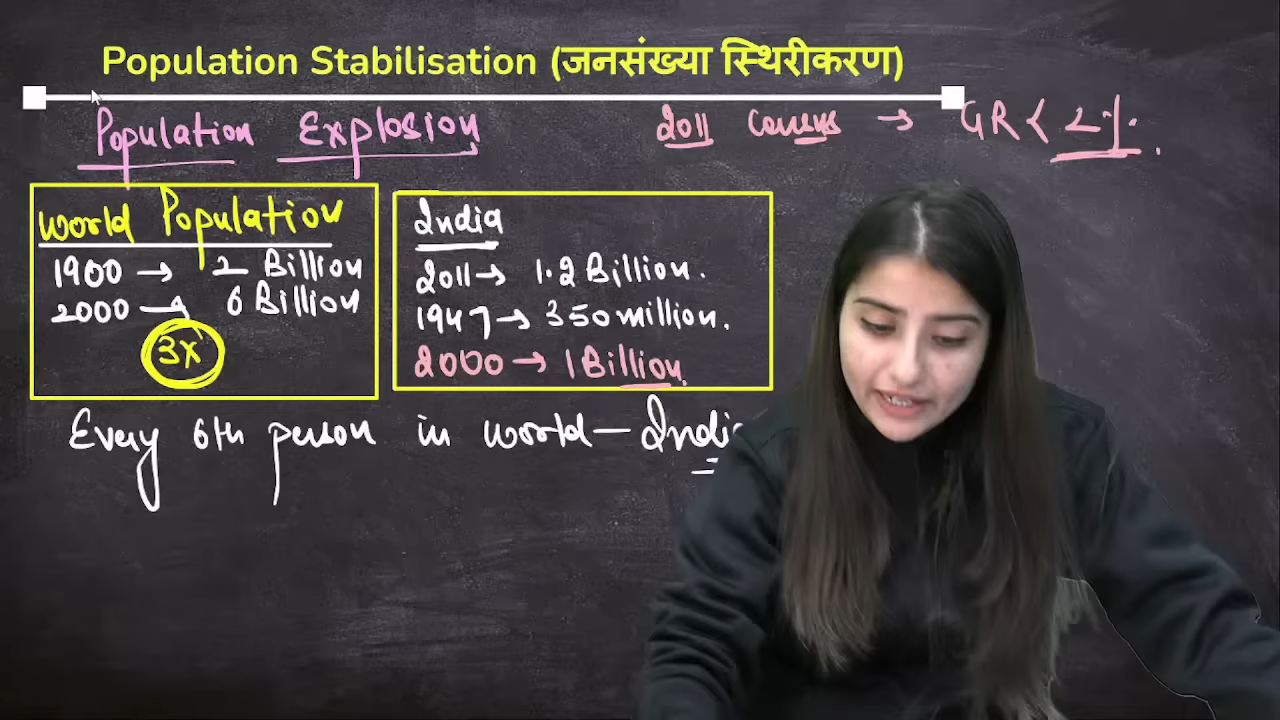 Population Stabilisation (जनसंख्या स्थिरीकरण)
Population Explosion
2011 census → GR < 2%.
World Population
1900 → 2 Billion
2000 → 6 Billion
3x
India
2011 → 1.2 Billion.
1947 → 350 million.
2000 → 1 Billion.
Every 6th person in world — India